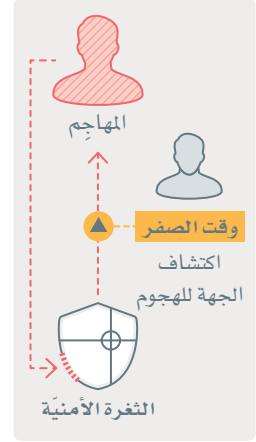 المهاجِم
وقت الصفر
اكتشاف
الجهة للهجوم
الثغرة الأمنيّة